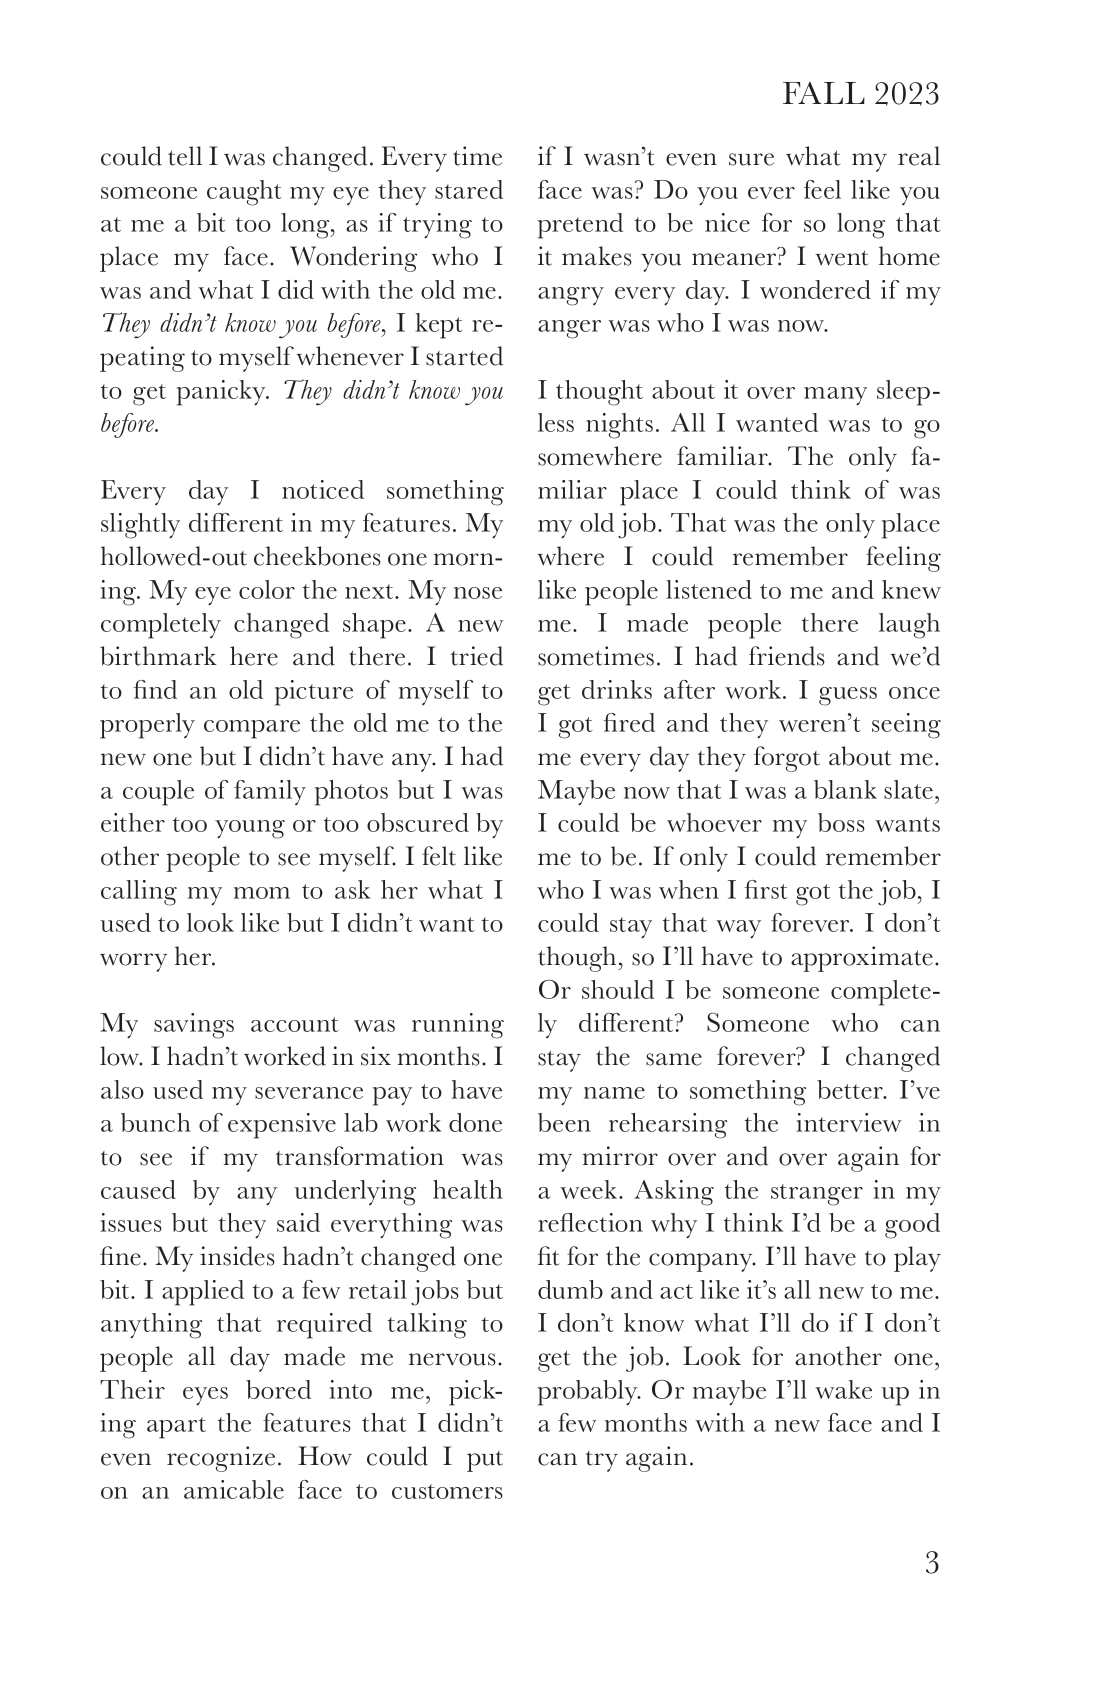 FALL 2023
could tell I was changed. Every time
someone caught my eye they stared
at me a bit too long, as if trying to
place my face. Wondering who I
was and what I did with the old me.
They didn’t know you before, I kept re-
peating to myself whenever I started
to get panicky. They didn’t know you
before.
Every day I noticed something
slightly different in my features. My
hollowed-out cheekbones one morn-
ing. My eye color the next. My nose
completely changed shape. A new
birthmark here and there. I tried
to find an old picture of myself to
properly compare the old me to the
new one but I didn’t have any. I had
a couple of family photos but I was
either too young or too obscured by
other people to see myself. I felt like
calling my mom to ask her what I
used to look like but I didn’t want to
worry her.
My savings account was running
low. I hadn’t worked in six months. I
also used my severance pay to have
a bunch of expensive lab work done
to see if my transformation was
caused by any underlying health
issues but they said everything was
fine. My insides hadn’t changed one
bit. I applied to a few retail jobs but
anything that required talking to
people all day made me nervous.
Their eyes bored into me, pick-
ing apart the features that I didn’t
even recognize. How could I put
on an amicable face to customers
if I wasn’t even sure what my real
face was? Do you ever feel like you
pretend to be nice for so long that
it makes you meaner? I went home
angry every day. I wondered if my
anger was who I was now.
I thought about it over many sleep-
less nights. All I wanted was to go
somewhere familiar. The only fa-
miliar place I could think of was
my old job. That was the only place
where I could remember feeling
like people listened to me and knew
me. I made people there laugh
sometimes. I had friends and we’d
get drinks after work. I guess once
I got fired and they weren’t seeing
me every day they forgot about me.
Maybe now that I was a blank slate,
I could be whoever my boss wants
me to be. If only I could remember
who I was when I first got the job, I
could stay that way forever. I don’t
though, so I’ll have to approximate.
Or should I be someone complete-
ly different? Someone who can
stay the same forever? I changed
my name to something better. I’ve
been rehearsing the interview in
my mirror over and over again for
a week. Asking the stranger in my
reflection why I think I’d be a good
fit for the company. I’ll have to play
dumb and act like it’s all new to me.
I don’t know what I’ll do if I don’t
get the job. Look for another one,
probably. Or maybe I’ll wake up in
a few months with a new face and I
can try again.
3